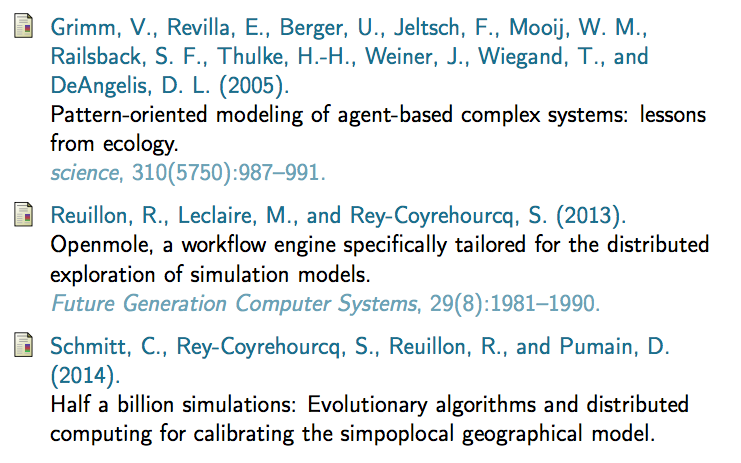 Grimm, V., Revilla, E., Berger, U., Jeltsch, F., Mooij, W. M.,
Railsback, S. F., Thulke, H.-H., Weiner, J., Wiegand, T., and
DeAngelis, D. L. (2005).
Pattern-oriented modeling of agent-based complex systems: lessons
from ecology.
science, 310(5750):987–991.
Reuillon, R., Leclaire, M., and Rey-Coyrehourcq, S. (2013).
Openmole, a workflow engine specifically tailored for the distributed
exploration of simulation models.
Future Generation Computer Systems, 29(8):1981–1990.
Schmitt, C., Rey-Coyrehourcq, S., Reuillon, R., and Pumain, D.
(2014).
Half a billion simulations: Evolutionary algorithms and distributed
computing for calibrating the simpoplocal geographical model.